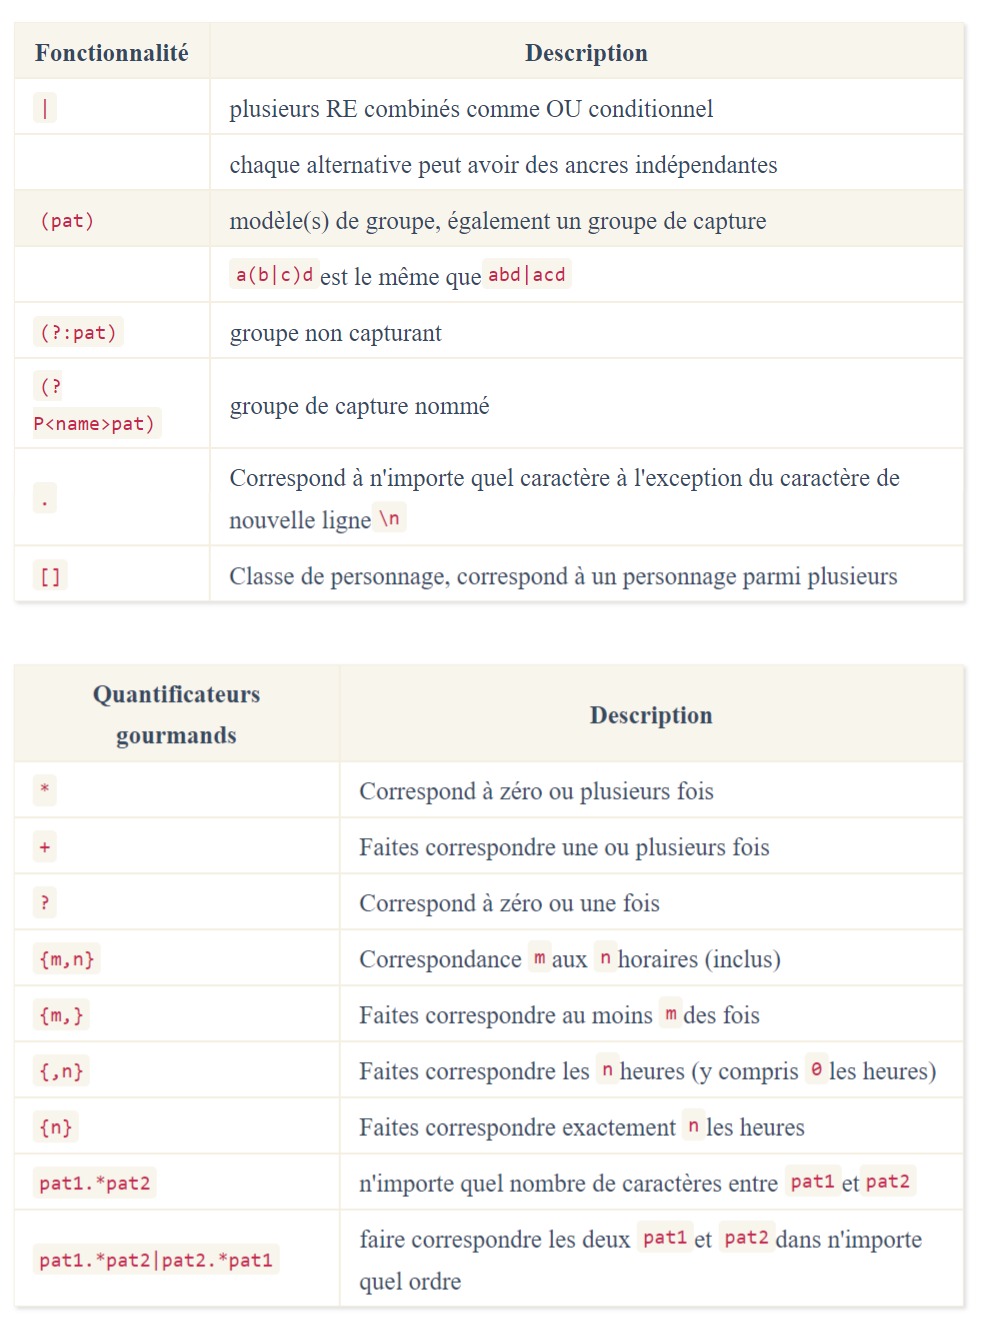 Fonctionnalité Description
| plusieurs RE combinés comme OU conditionnel
chaque alternative peut avoir des ancres indépendantes
(pat) modèle(s) de groupe, également un groupe de capture
a(b|c)d est le même que abd|acd
(?:pat) groupe non capturant
(?
P<name>pat) groupe de capture nommé
. Correspond à n'importe quel caractère à l'exception du caractère de
nouvelle ligne \n
[] Classe de personnage, correspond à un personnage parmi plusieurs
Quantificateurs
gourmands Description
* Correspond à zéro ou plusieurs fois
+ Faites correspondre une ou plusieurs fois
? Correspond à zéro ou une fois
{m,n} Correspondance m aux n horaires (inclus)
{m,} Faites correspondre au moins m des fois
{,n} Faites correspondre les n heures (y compris 0 les heures)
{n} Faites correspondre exactement n les heures
pat1.*pat2 n'importe quel nombre de caractères entre pat1 et pat2
pat1.*pat2|pat2.*pat1 faire correspondre les deux pat1 et pat2 dans n'importe
quel ordre